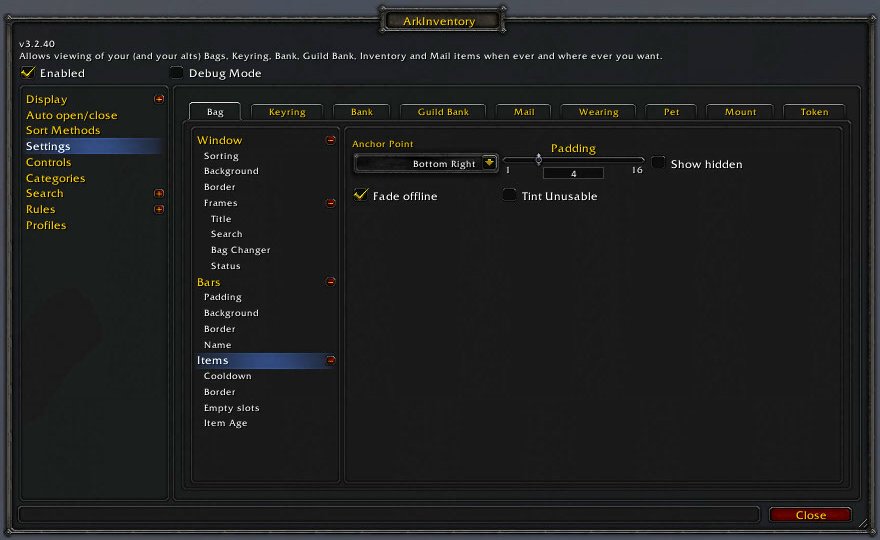 ArkInventory
v3.2.40
Allows viewing of your (and your alts) Bags, Keyring, Bank, Guild Bank, Inventory and Mail items when ever and where ever you want.
Enabled Debug Mode
Display
Auto open/close
Sort Methods
Settings
Controls
Categories
Search
Rules
Profiles
Bag Keyring Bank Guild Bank Mail Wearing Pet Mount Token
Window
Sorting
Background
Border
Frames
Title
Search
Bag Changer
Status
Bars
Padding
Background
Border
Name
Items
Cooldown
Border
Empty slots
Item Age
Anchor Point
Bottom Right
Padding
1 16
4
Show hidden
Fade offline Tint Unusable
Close